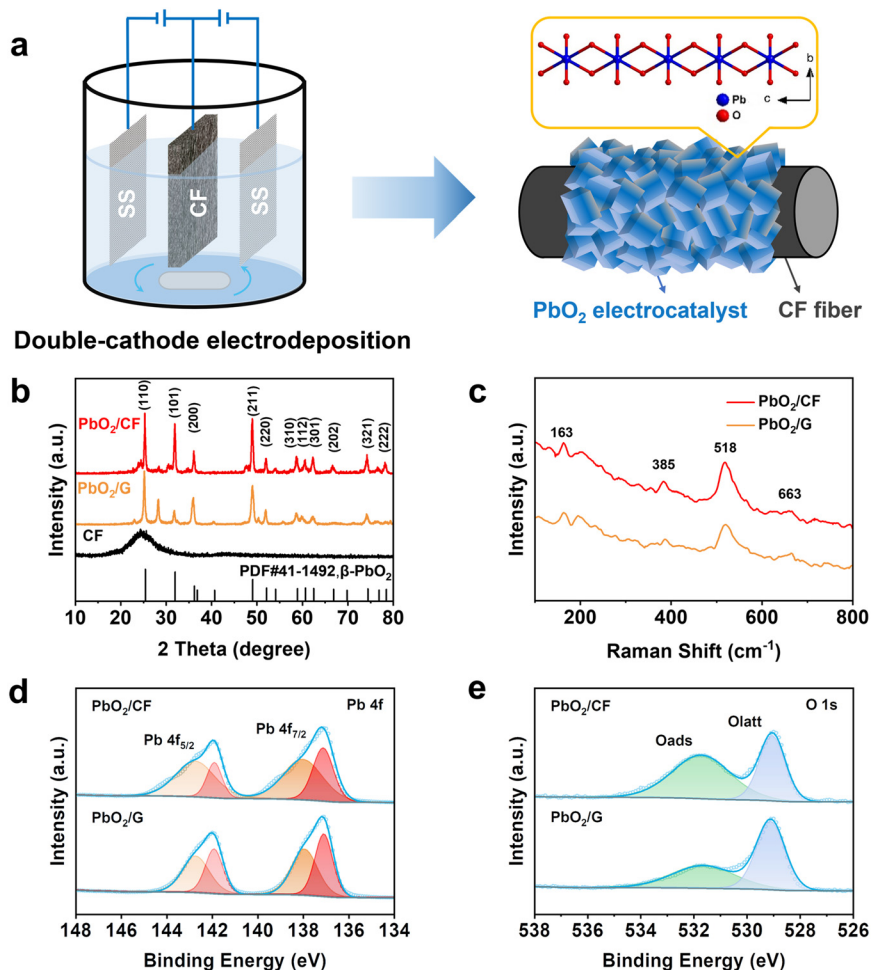 a
SS
CF
SS
b
c
Pb
O
PbO₂ electrocatalyst
CF fiber
Double-cathode electrodeposition
b
Intensity (a.u.)
PbO₂/CF
(110)
(101)
(200)
(211)
(220)
(310)
(112)
(301)
(202)
(321)
(222)
PbO₂/G
CF
PDF#41-1492,β-PbO₂
10 20 30 40 50 60 70 80
2 Theta (degree)
c
Intensity (a.u.)
PbO₂/CF
PbO₂/G
163
385
518
663
200 400 600 800
Raman Shift (cm⁻¹)
d
Intensity (a.u.)
PbO₂/CF
Pb 4f
Pb 4f₅/₂
Pb 4f₇/₂
PbO₂/G
148 146 144 142 140 138 136 134
Binding Energy (eV)
e
Intensity (a.u.)
PbO₂/CF
O 1s
Oads
Olatt
PbO₂/G
538 536 534 532 530 528 526
Binding Energy (eV)